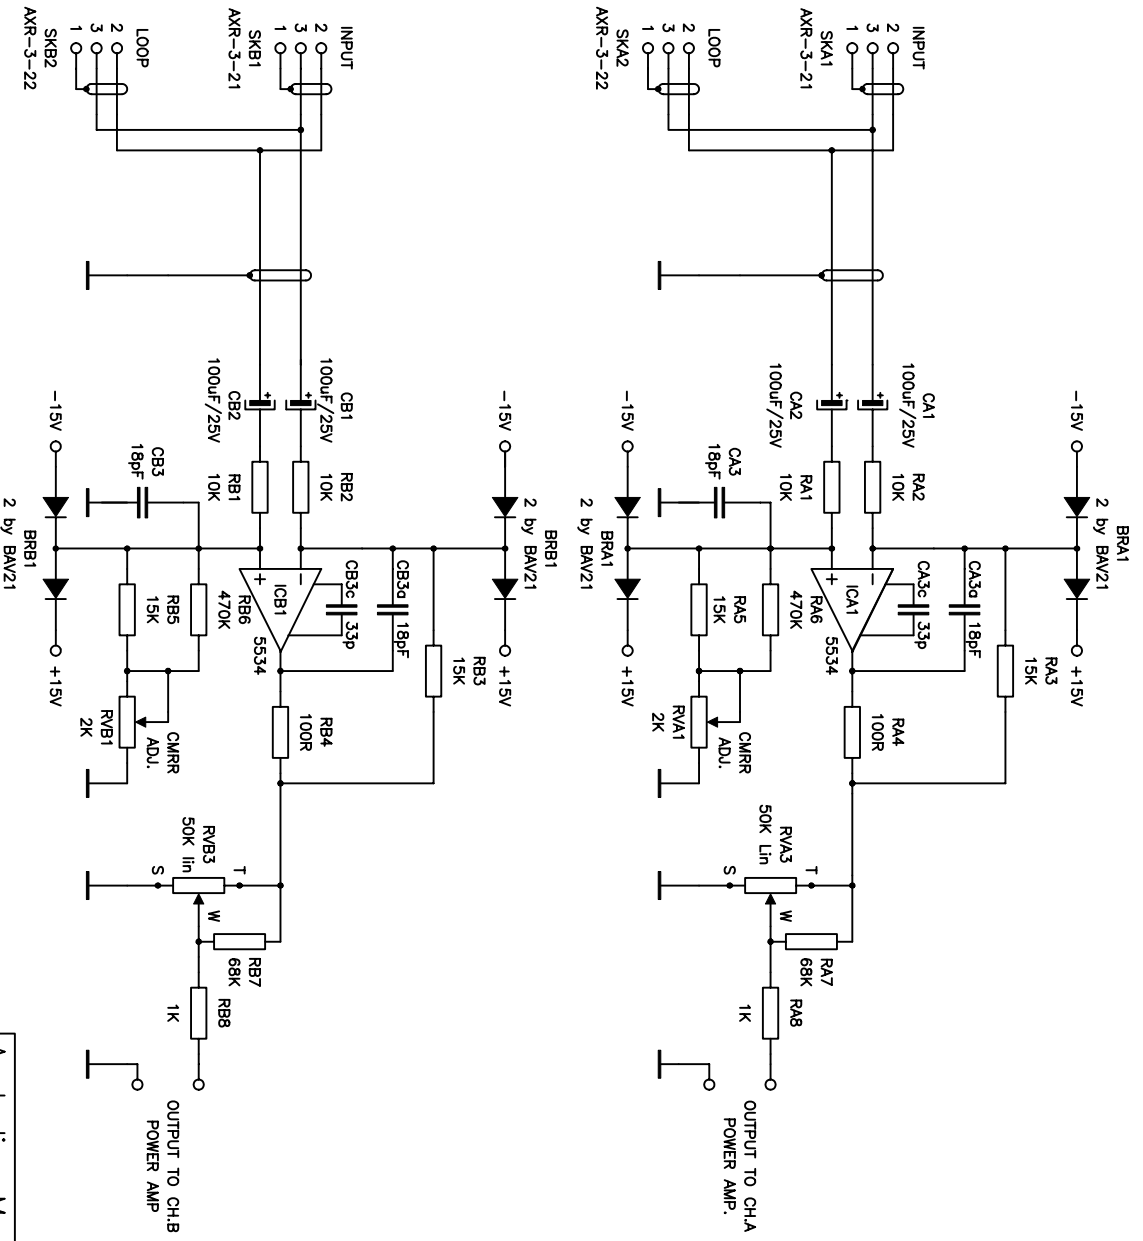 BRA1
2 by BAV21
-15V
+15V
INPUT
2
3
1
SKA1
AXR-3-21
CA1
100uF/25V
RA2
10K
RA3
15K
CA3a
18pF
CA3c
33p
ICA1
5534
RA4
100R
CA2
100uF/25V
RA1
10K
RA6
470K
LOOP
2
3
1
SKA2
AXR-3-22
CA3
18pF
RA5
15K
CMRR
ADJ.
RVA1
2K
RVA3
50K Lin
T
S
W
RA7
68K
RA8
1K
OUTPUT TO CH.A
POWER AMP.
BRA1
2 by BAV21
-15V
+15V
BRB1
2 by BAV21
-15V
+15V
INPUT
2
3
1
SKB1
AXR-3-21
CB1
100uF/25V
RB2
10K
RB3
15K
CB3a
18pF
CB3c
33p
ICB1
5534
RB4
100R
CB2
100uF/25V
RB1
10K
RB6
470K
LOOP
2
3
1
SKB2
AXR-3-22
CB3
18pF
RB5
15K
CMRR
ADJ.
RVB1
2K
RVB3
50K lin
T
S
W
RB7
68K
RB8
1K
OUTPUT TO CH.B
POWER AMP
BRB1
2 by BAV21
-15V
+15V